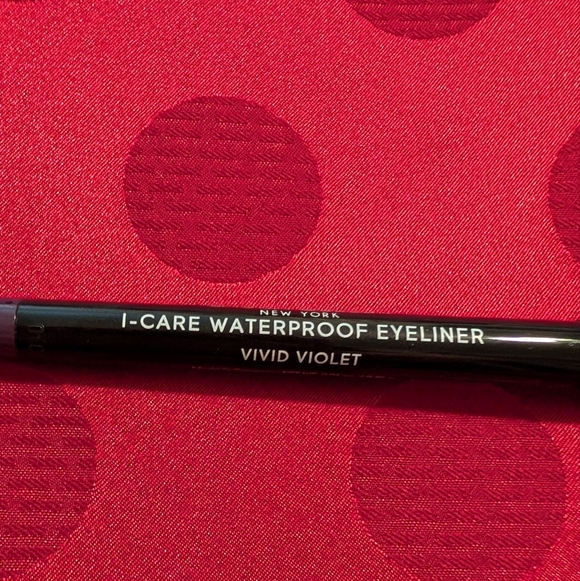 NEW YORK
I-CARE WATERPROOF EYELINER
VIVID VIOLET